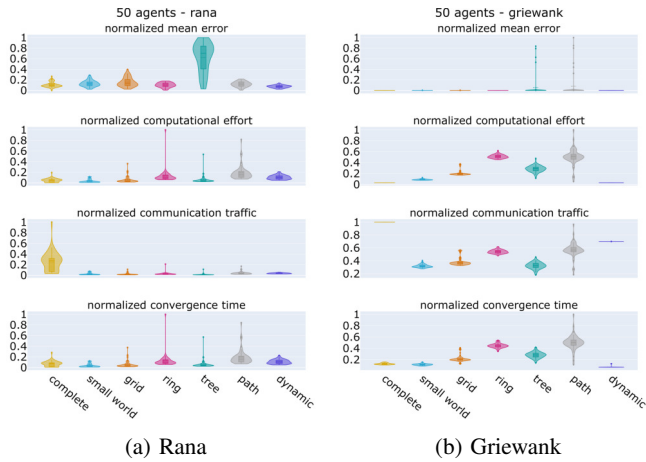 50 agents - rana
normalized mean error
1
0.8
0.6
0.4
0.2
0
normalized computational effort
1
0.8
0.6
0.4
0.2
0
normalized communication traffic
1
0.8
0.6
0.4
0.2
0
normalized convergence time
1
0.8
0.6
0.4
0.2
0
complete
small world
grid
ring
tree
path
dynamic
(a) Rana
50 agents - griewank
normalized mean error
1
0.8
0.6
0.4
0.2
0
normalized computational effort
1
0.8
0.6
0.4
0.2
normalized communication traffic
1
0.8
0.6
0.4
0.2
normalized convergence time
1
0.8
0.6
0.4
0.2
complete
small world
grid
ring
tree
path
dynamic
(b) Griewank